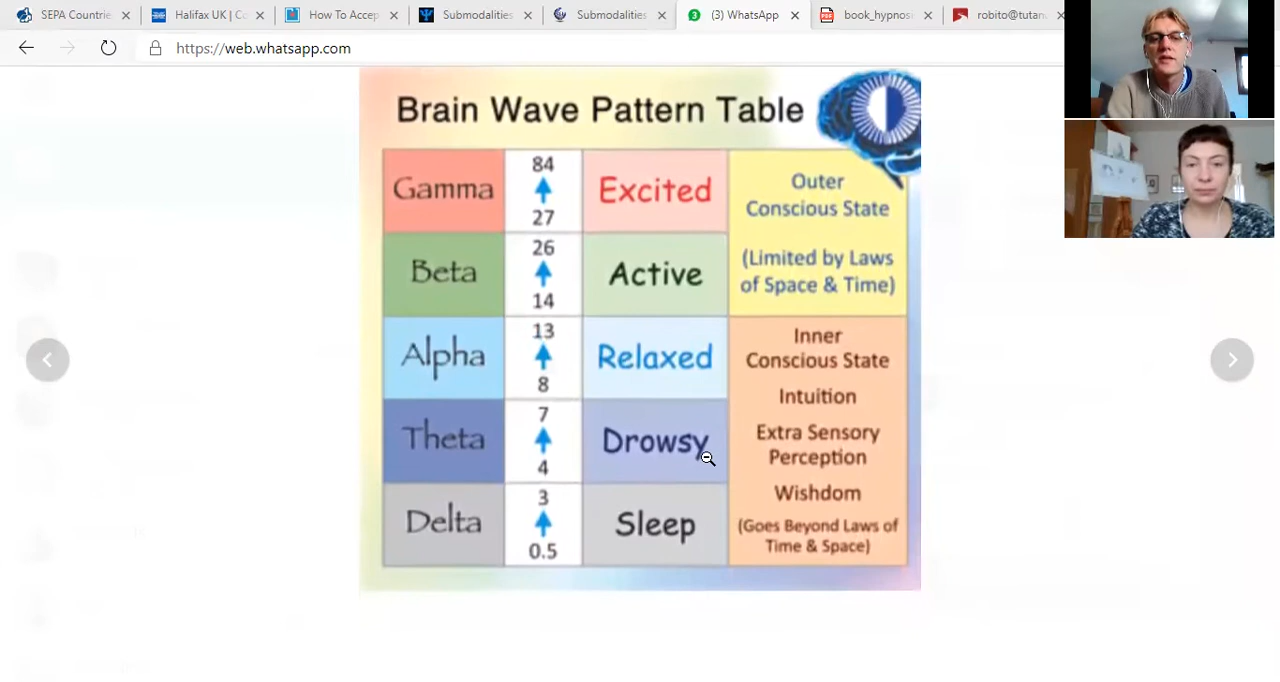 SEPA Countrie
Halifax UK | Co
How To Accep
Submodalities
Submodalities
(3) WhatsApp
book_hypnos
robito@tutan
https://web.whatsapp.com
Brain Wave Pattern Table
Gamma
84
27
Excited
Outer
Conscious State
(Limited by Laws
of Space & Time)
Beta
26
14
Active
Alpha
13
8
Relaxed
Inner
Conscious State
Intuition
Extra Sensory
Perception
Wishdom
(Goes Beyond Laws of
Time & Space)
Theta
7
4
Drowsy
Delta
3
0.5
Sleep